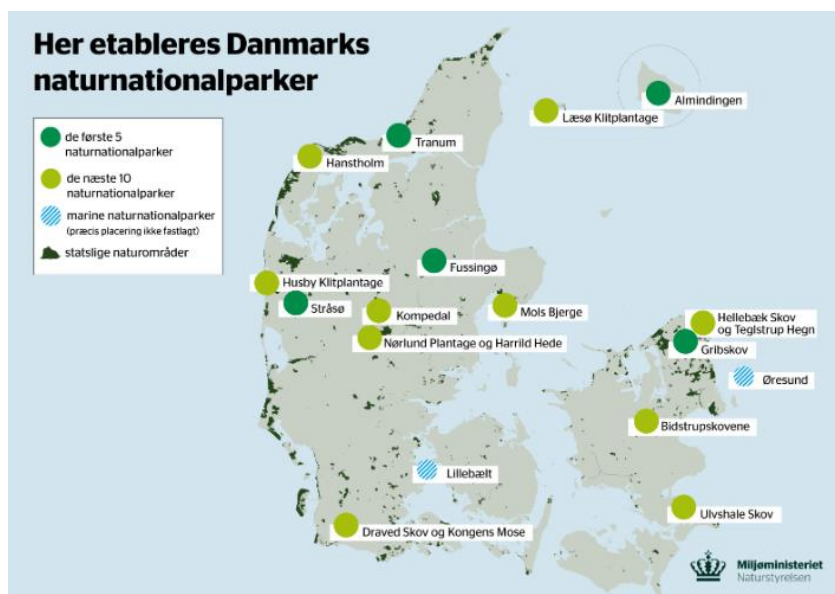 Her etableres Danmarks
naturnationalparker
de første 5
naturnationalparker
de næste 10
naturnationalparker
marine naturnationalparker
(præcis placering ikke fastlagt)
statslige naturområder
Almindingen
Læsø Klitplantage
Tranum
Hanstholm
Fussingø
Husby Klitplantage
Stråsø
Kompedal
Mols Bjerge
Nørlund Plantage og Harrild Hede
Hellebæk Skov
og Teglstrup Hegn
Gribskov
Øresund
Bidstrupskovene
Lillebælt
Ulvshale Skov
Draved Skov og Kongens Mose
Miljøministeriet
Naturstyrelsen